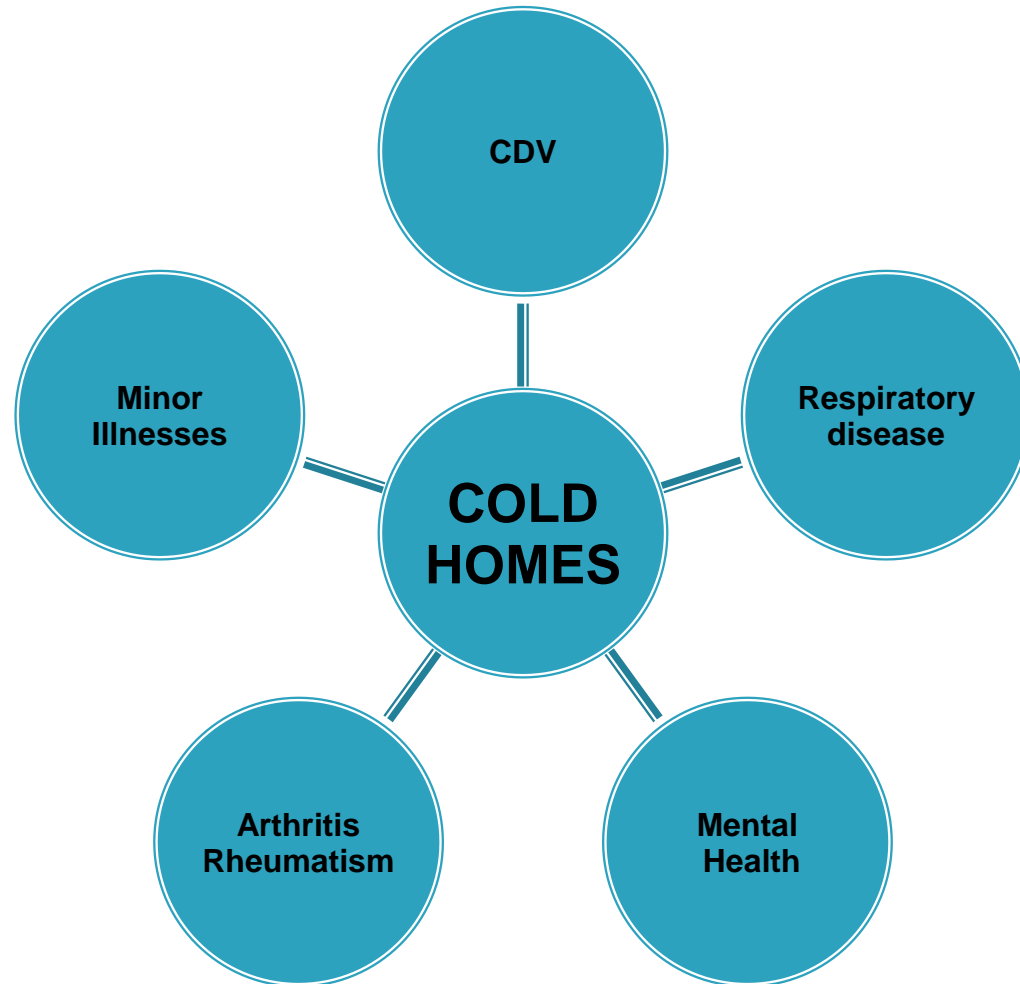 CDV
Minor
Illnesses
Respiratory
disease
COLD
HOMES
Arthritis
Rheumatism
Mental
Health